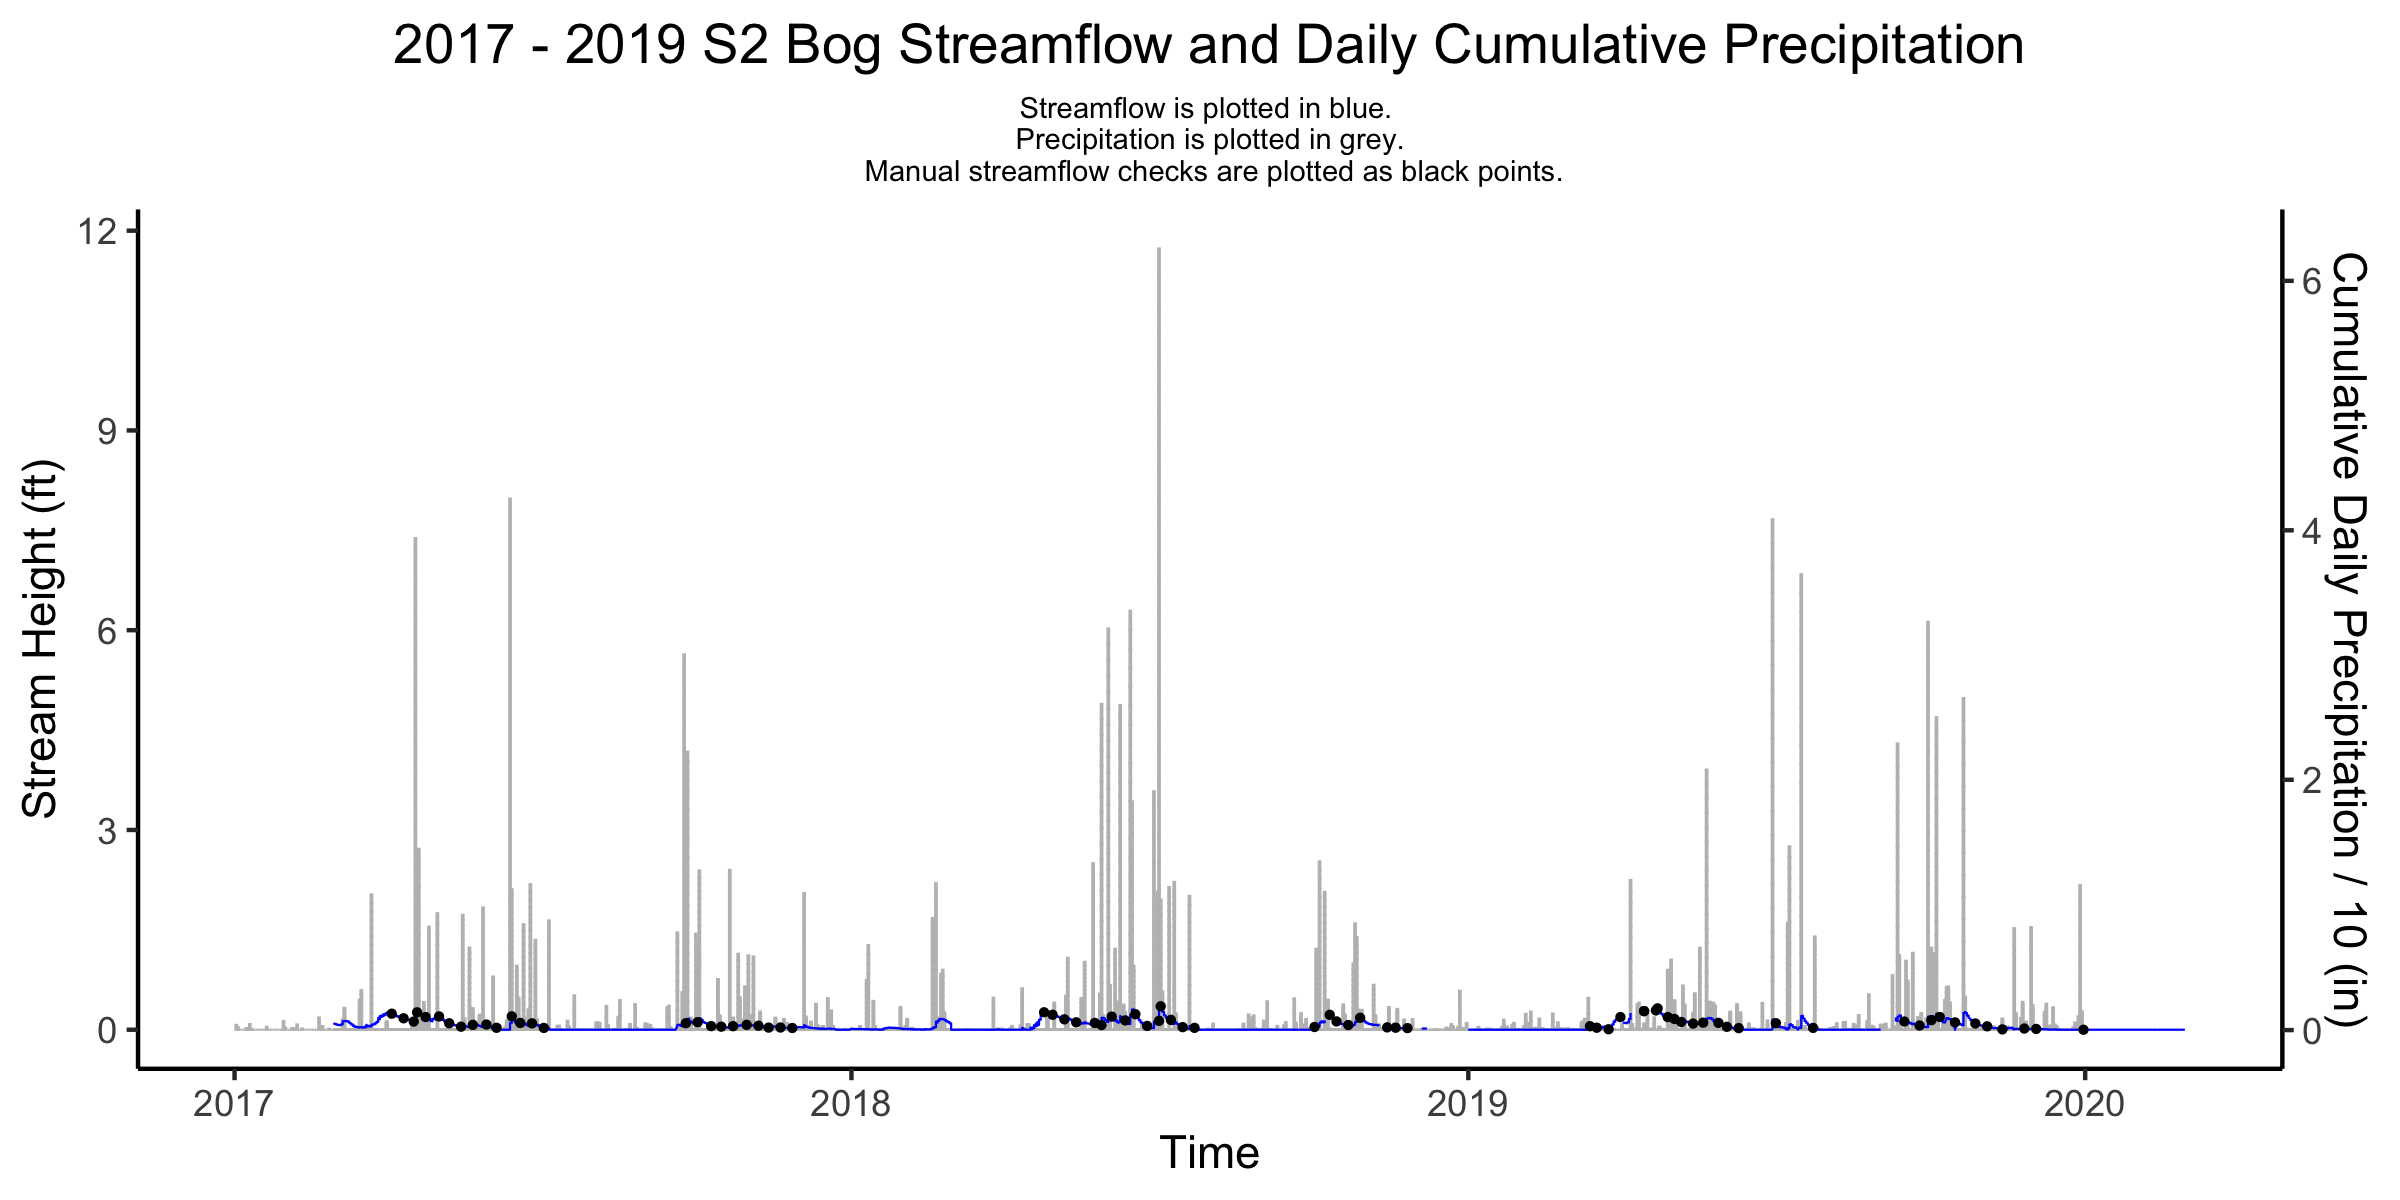 2017 - 2019 S2 Bog Streamflow and Daily Cumulative Precipitation
Streamflow is plotted in blue.
Precipitation is plotted in grey.
Manual streamflow checks are plotted as black points.
Stream Height (ft)
12
9
6
3
0
6
4
2
0
Cumulative Daily Precipitation / 10 (in)
2017
2018
2019
2020
Time